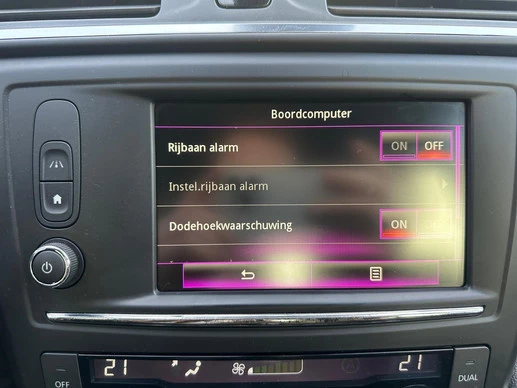 Boordcomputer
Rijbaan alarm
ON OFF
Instel.rijbaan alarm
Dodehoekwaarschuwing
ON
21 21
OFF DUAL